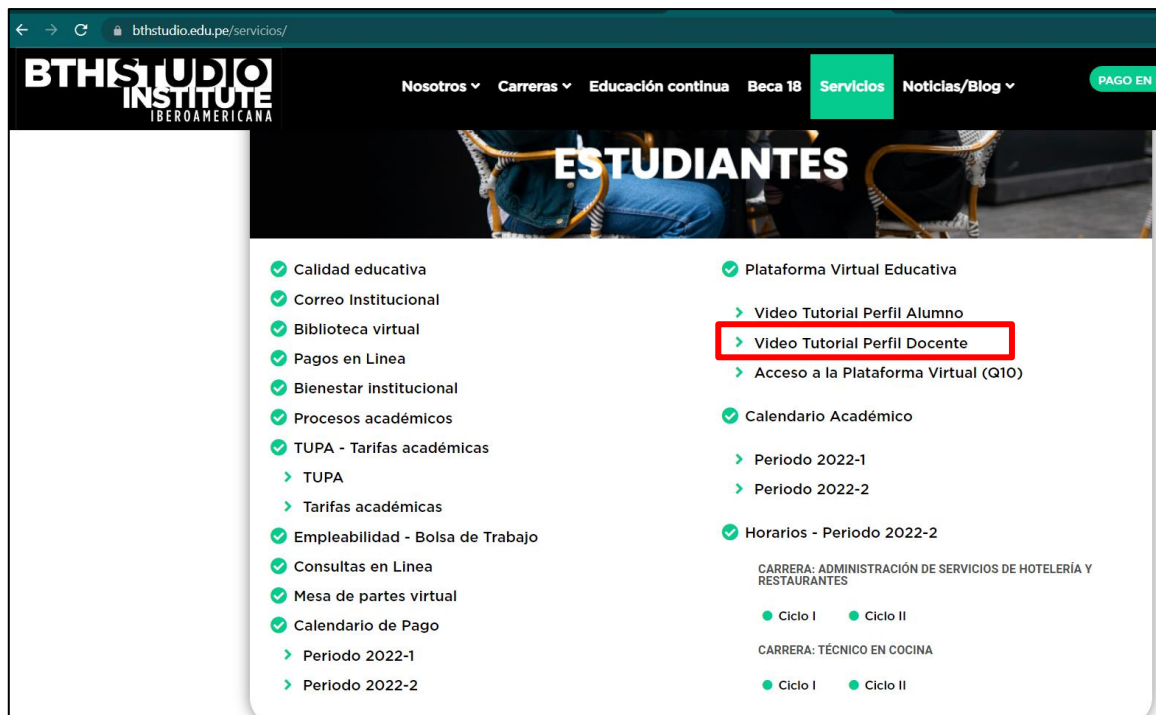 bthstudio.edu.pe/servicios/
BTHSTUDIO
INSTITUTE
IBEROAMERICANA
Nosotros Carreras Educación continua Beca 18 Servicios Noticias/Blog PAGO EN
ESTUDIANTES
Calidad educativa
Correo Institucional
Biblioteca virtual
Pagos en Linea
Bienestar institucional
Procesos académicos
TUPA - Tarifas académicas
TUPA
Tarifas académicas
Empleabilidad - Bolsa de Trabajo
Consultas en Linea
Mesa de partes virtual
Calendario de Pago
Periodo 2022-1
Periodo 2022-2
Plataforma Virtual Educativa
Video Tutorial Perfil Alumno
Video Tutorial Perfil Docente
Acceso a la Plataforma Virtual (Q10)
Calendario Académico
Periodo 2022-1
Periodo 2022-2
Horarios - Periodo 2022-2
CARRERA: ADMINISTRACIÓN DE SERVICIOS DE HOTELERÍA Y
RESTAURANTES
Ciclo I Ciclo II
CARRERA: TÉCNICO EN COCINA
Ciclo I Ciclo II